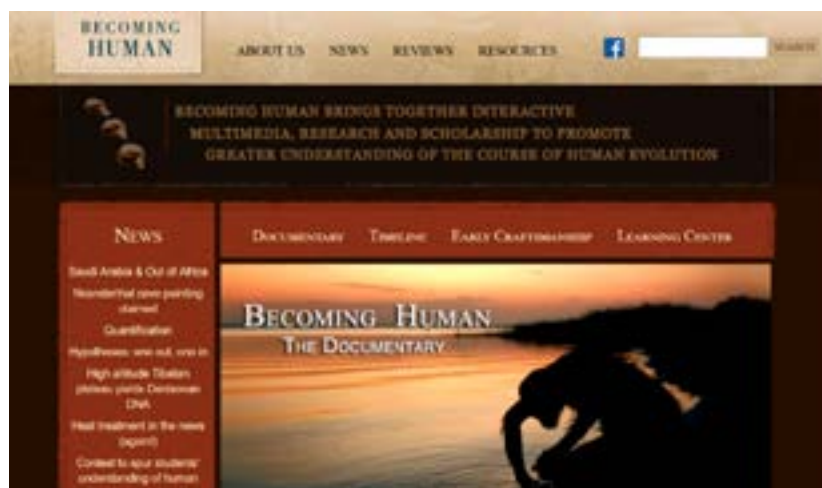 BECOMING
HUMAN
ABOUT US NEWS REVIEWS RESOURCES
SEARCH
BECOMING HUMAN BRINGS TOGETHER INTERACTIVE
MULTIMEDIA, RESEARCH AND SCHOLARSHIP TO PROMOTE
GREATER UNDERSTANDING OF THE COURSE OF HUMAN EVOLUTION
NEWS
DOCUMENTARY TIMELINE EARLY CRAFTSMANSHIP LEARNING CENTER
Saudi Arabia & Out of Africa
Neanderthal cave painting
claimed
Quantification
Hypotheses: one out, one in
High altitude Tibetan
plateau yields Denisovan
DNA
Heat treatment in the news
(again!)
Contest to spur students'
understanding of human
BECOMING HUMAN
THE DOCUMENTARY